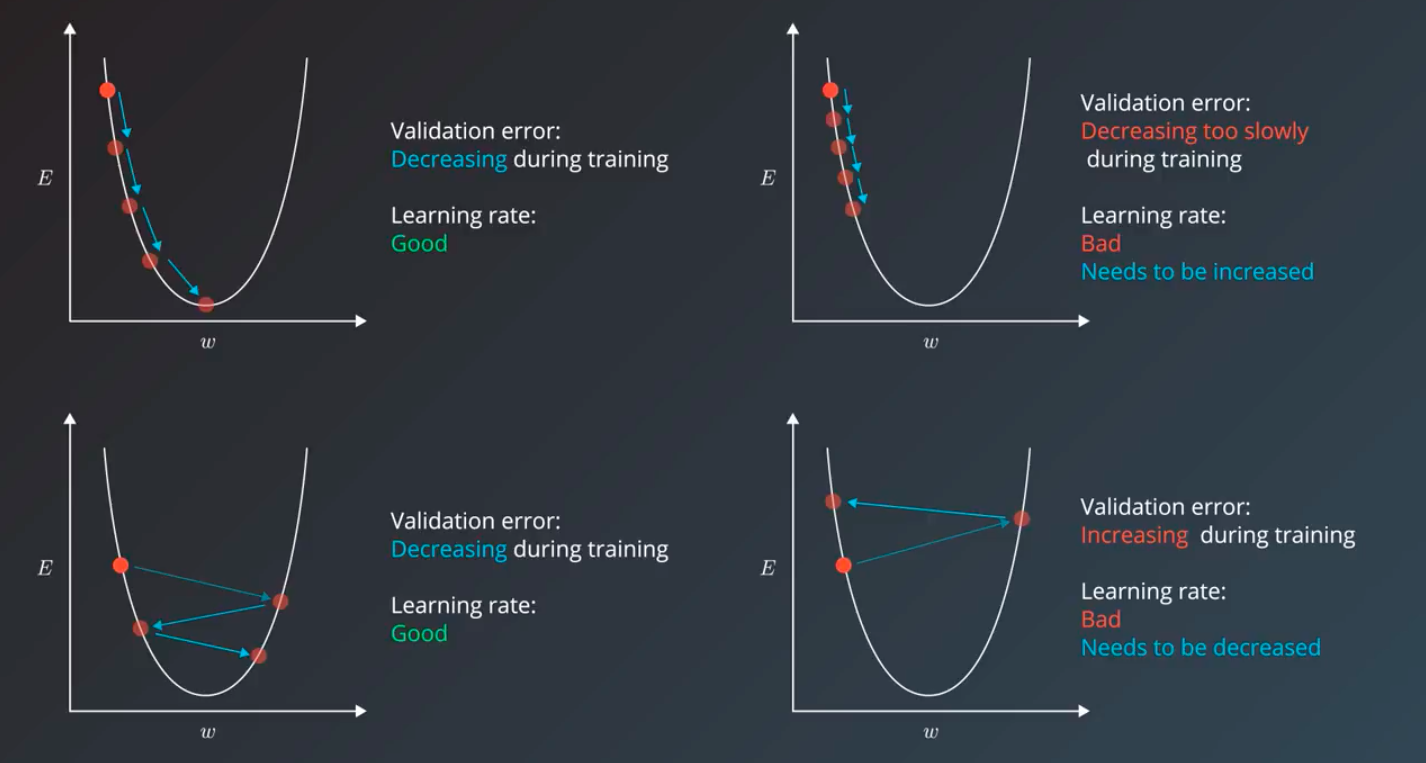 E
w
Validation error:
Decreasing during training
Learning rate:
Good
E
w
Validation error:
Decreasing too slowly
during training
Learning rate:
Bad
Needs to be increased
E
w
Validation error:
Decreasing during training
Learning rate:
Good
E
w
Validation error:
Increasing during training
Learning rate:
Bad
Needs to be decreased